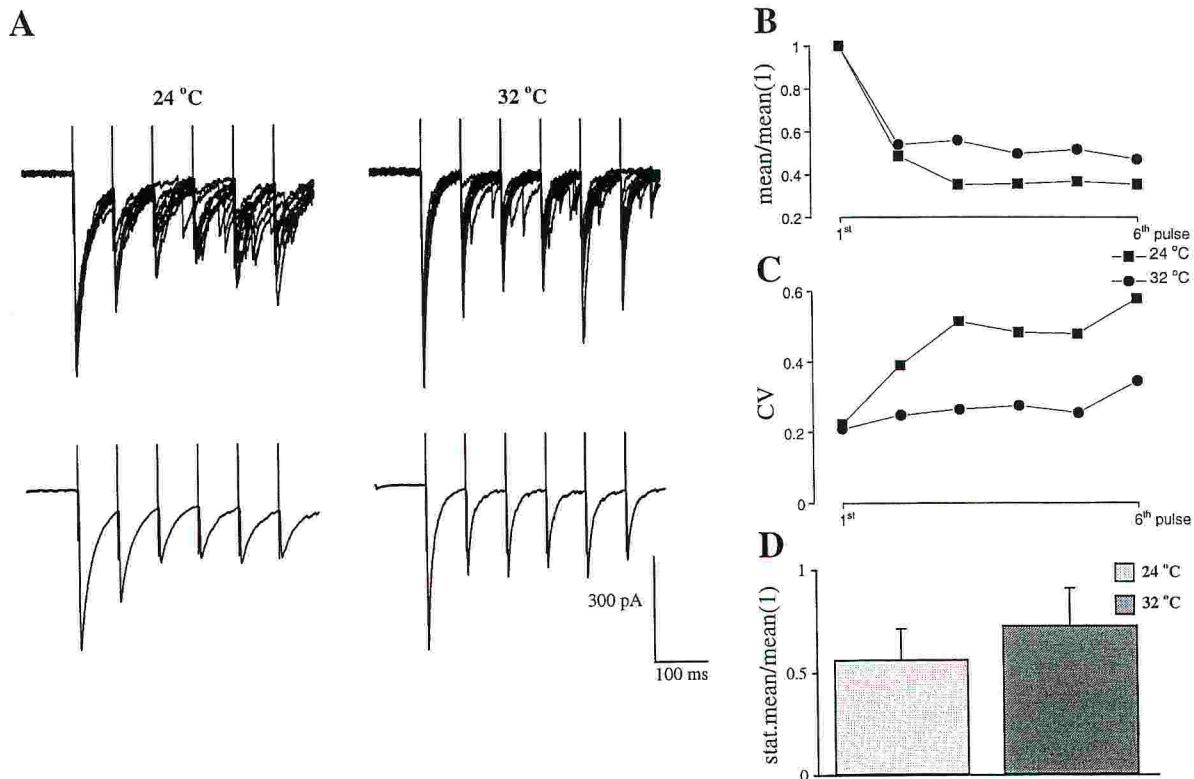 A
24 °C
32 °C
300 pA
100 ms
B
mean/mean(1)
1
0.8
0.6
0.4
0.2
1st
6th pulse
24 °C
32 °C
C
CV
0.6
0.4
0.2
0
1st
6th pulse
D
stat.mean/mean(1)
1
0.5
0
24 °C
32 °C